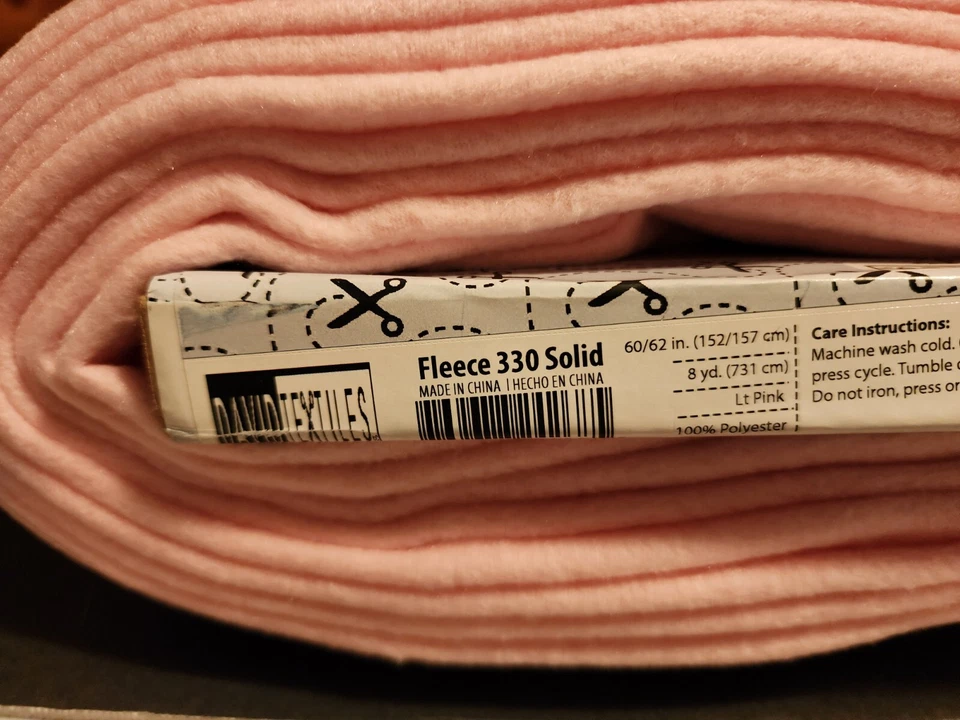 DAVID TEXTILES
Fleece 330 Solid
MADE IN CHINA | HECHO EN CHINA
60/62 in. (152/157 cm)
8 yd. (731 cm)
Lt Pink
100% Polyester
Care Instructions:
Machine wash cold.
press cycle. Tumble
Do not iron, press or